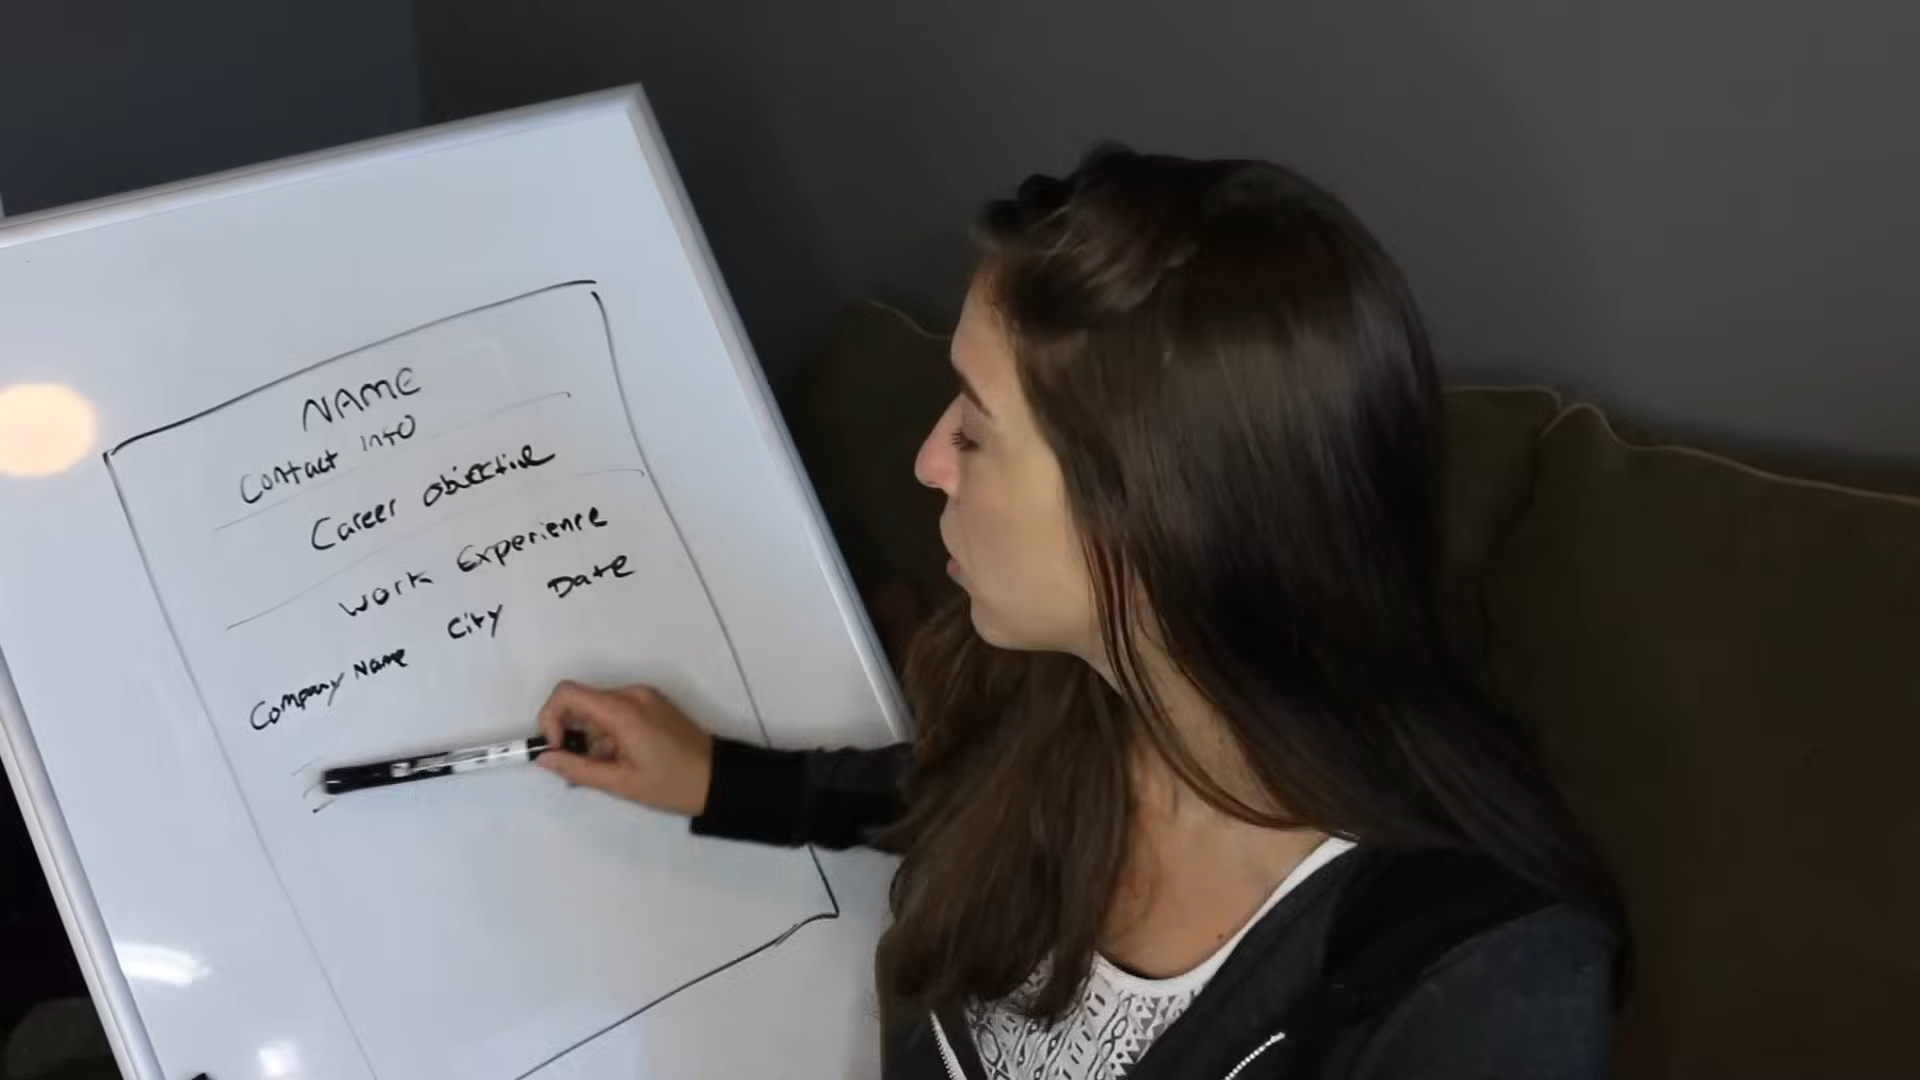 NAME
Contact Info
Career Objective
Work Experience
Company Name City Date